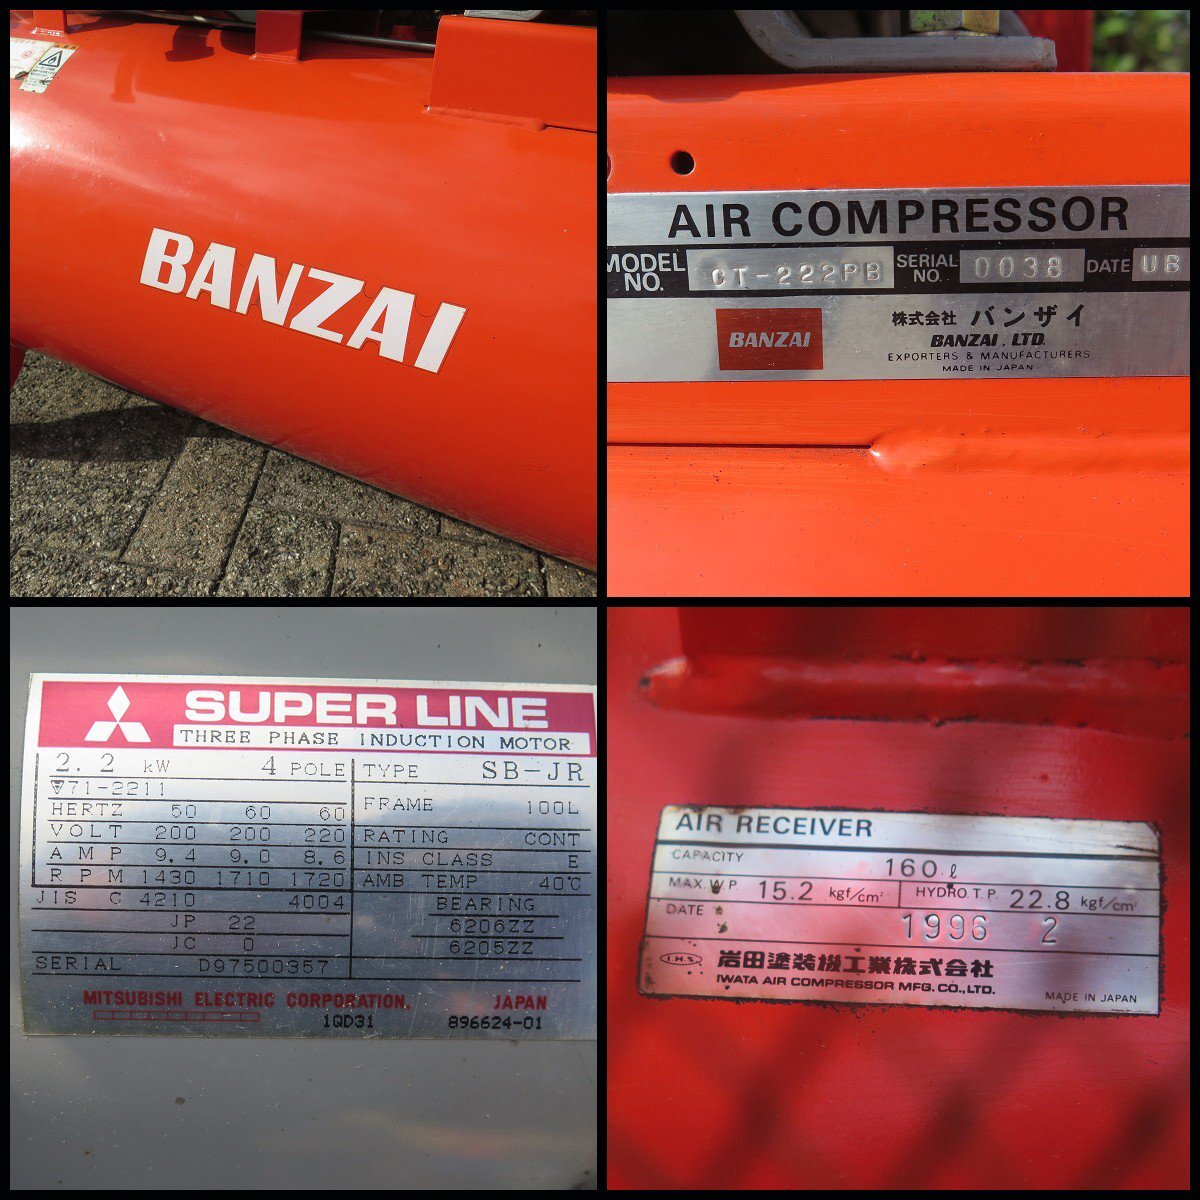 BANZAI
AIR COMPRESSOR
MODEL NO. CT-222PB SERIAL NO. 0038 DATE UB
BANZAI
株式会社 バンザイ
BANZAI, LTD.
EXPORTERS & MANUFACTURERS
MADE IN JAPAN
SUPER LINE
THREE PHASE INDUCTION MOTOR
2.2 kW 4 POLE TYPE SB-JR
71-2211
FRAME 100L
HERTZ 50 60 60
VOLT 200 200 220 RATING CONT
AMP 9.4 9.0 8.6 INS CLASS E
RPM 1430 1710 1720 AMB TEMP 40℃
JIS C 4210 4004 BEARING
JP 22 6206ZZ
JC 0 6205ZZ
SERIAL D97500357
MITSUBISHI ELECTRIC CORPORATION, JAPAN
1QD31 896624-01
AIR RECEIVER
CAPACITY 160 ℓ
MAX.W.P. 15.2 kgf/cm² HYDRO.T.P. 22.8 kgf/cm²
DATE 1996 2
I.H.S 岩田塗装機工業株式会社
IWATA AIR COMPRESSOR MFG.CO.,LTD.
MADE IN JAPAN